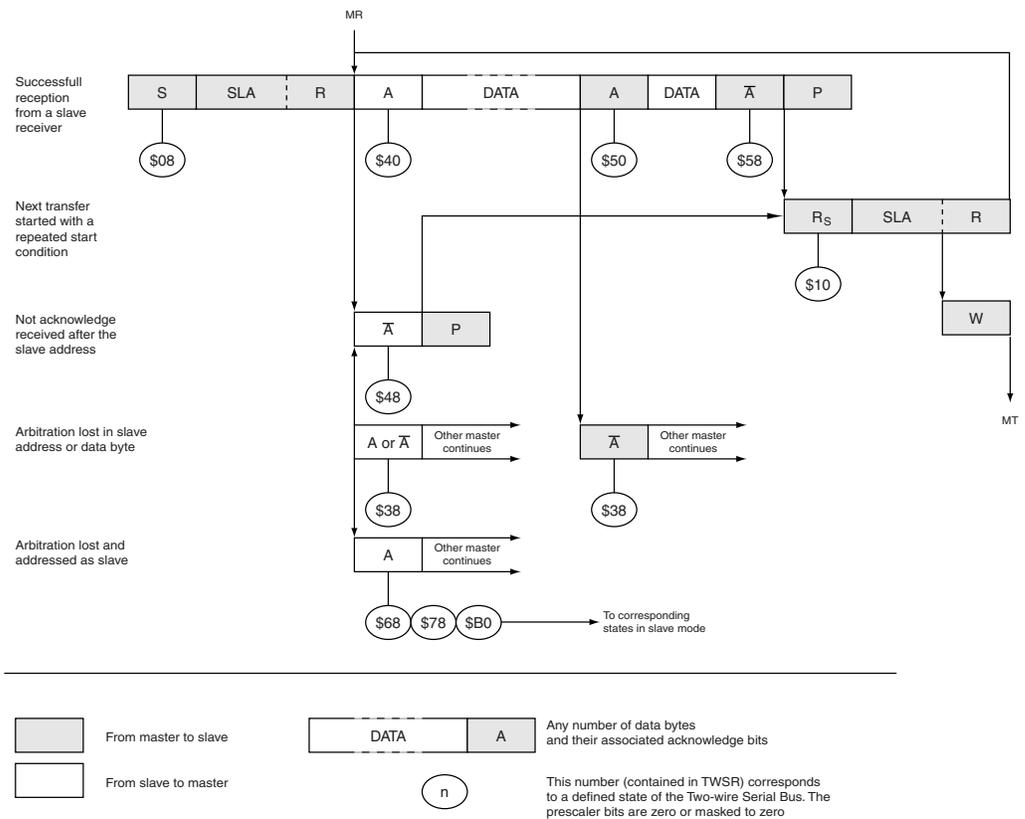 MR
Successfull
reception
from a slave
receiver
S SLA R A DATA A DATA A̅ P
$08 $40 $50 $58
Next transfer
started with a
repeated start
condition
RS SLA R
$10
Not acknowledge
received after the
slave address
A̅ P
W
$48
MT
Arbitration lost in slave
address or data byte
A or A̅
Other master
continues
A̅
Other master
continues
$38 $38
Arbitration lost and
addressed as slave
A
Other master
continues
$68 $78 $B0
To corresponding
states in slave mode
From master to slave
DATA A
Any number of data bytes
and their associated acknowledge bits
From slave to master
n
This number (contained in TWSR) corresponds
to a defined state of the Two-wire Serial Bus. The
prescaler bits are zero or masked to zero